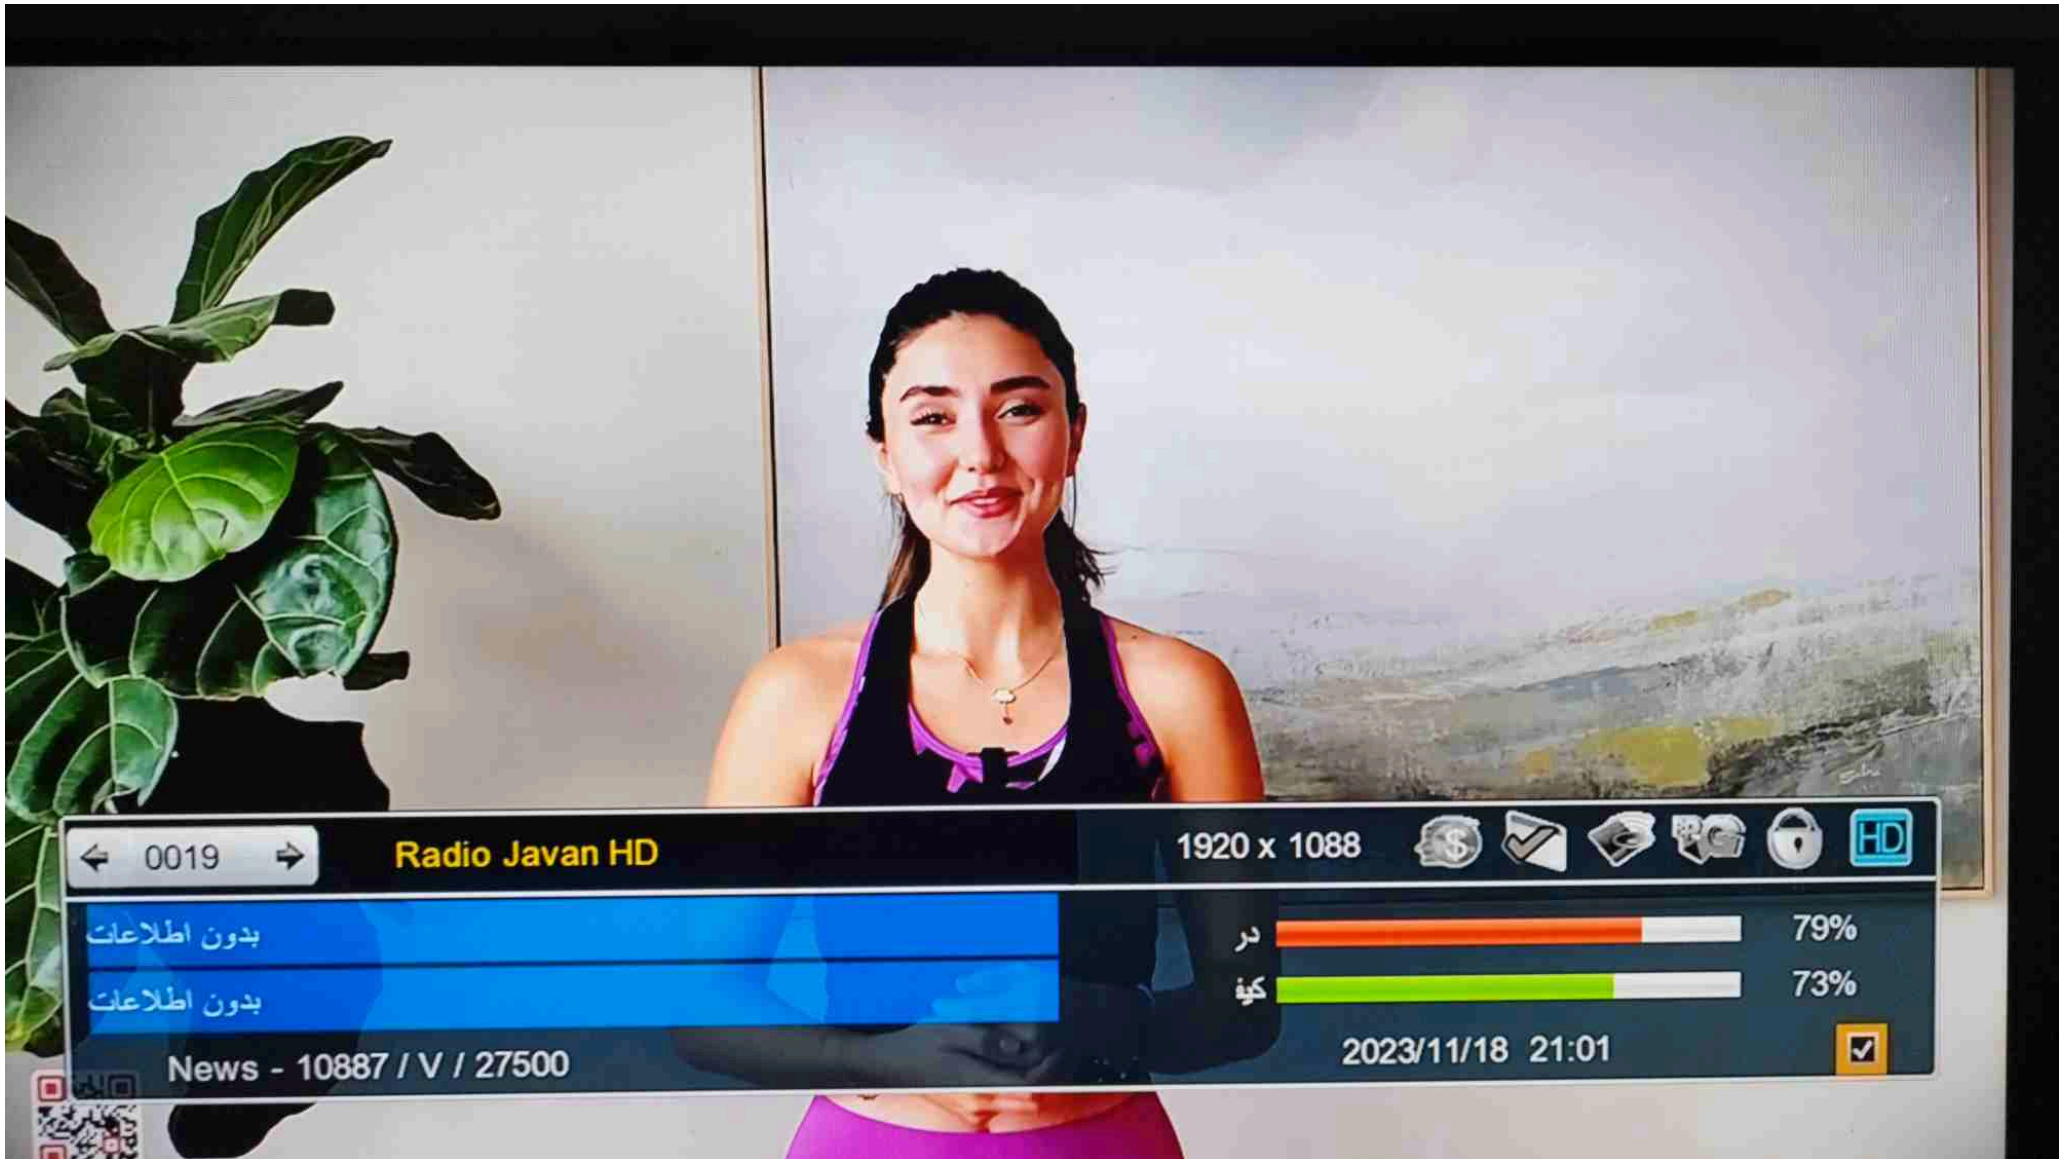 0019
Radio Javan HD
1920 x 1088
HD
بدون اطلاعات
در
79%
بدون اطلاعات
کیف
73%
News - 10887 / V / 27500
2023/11/18 21:01